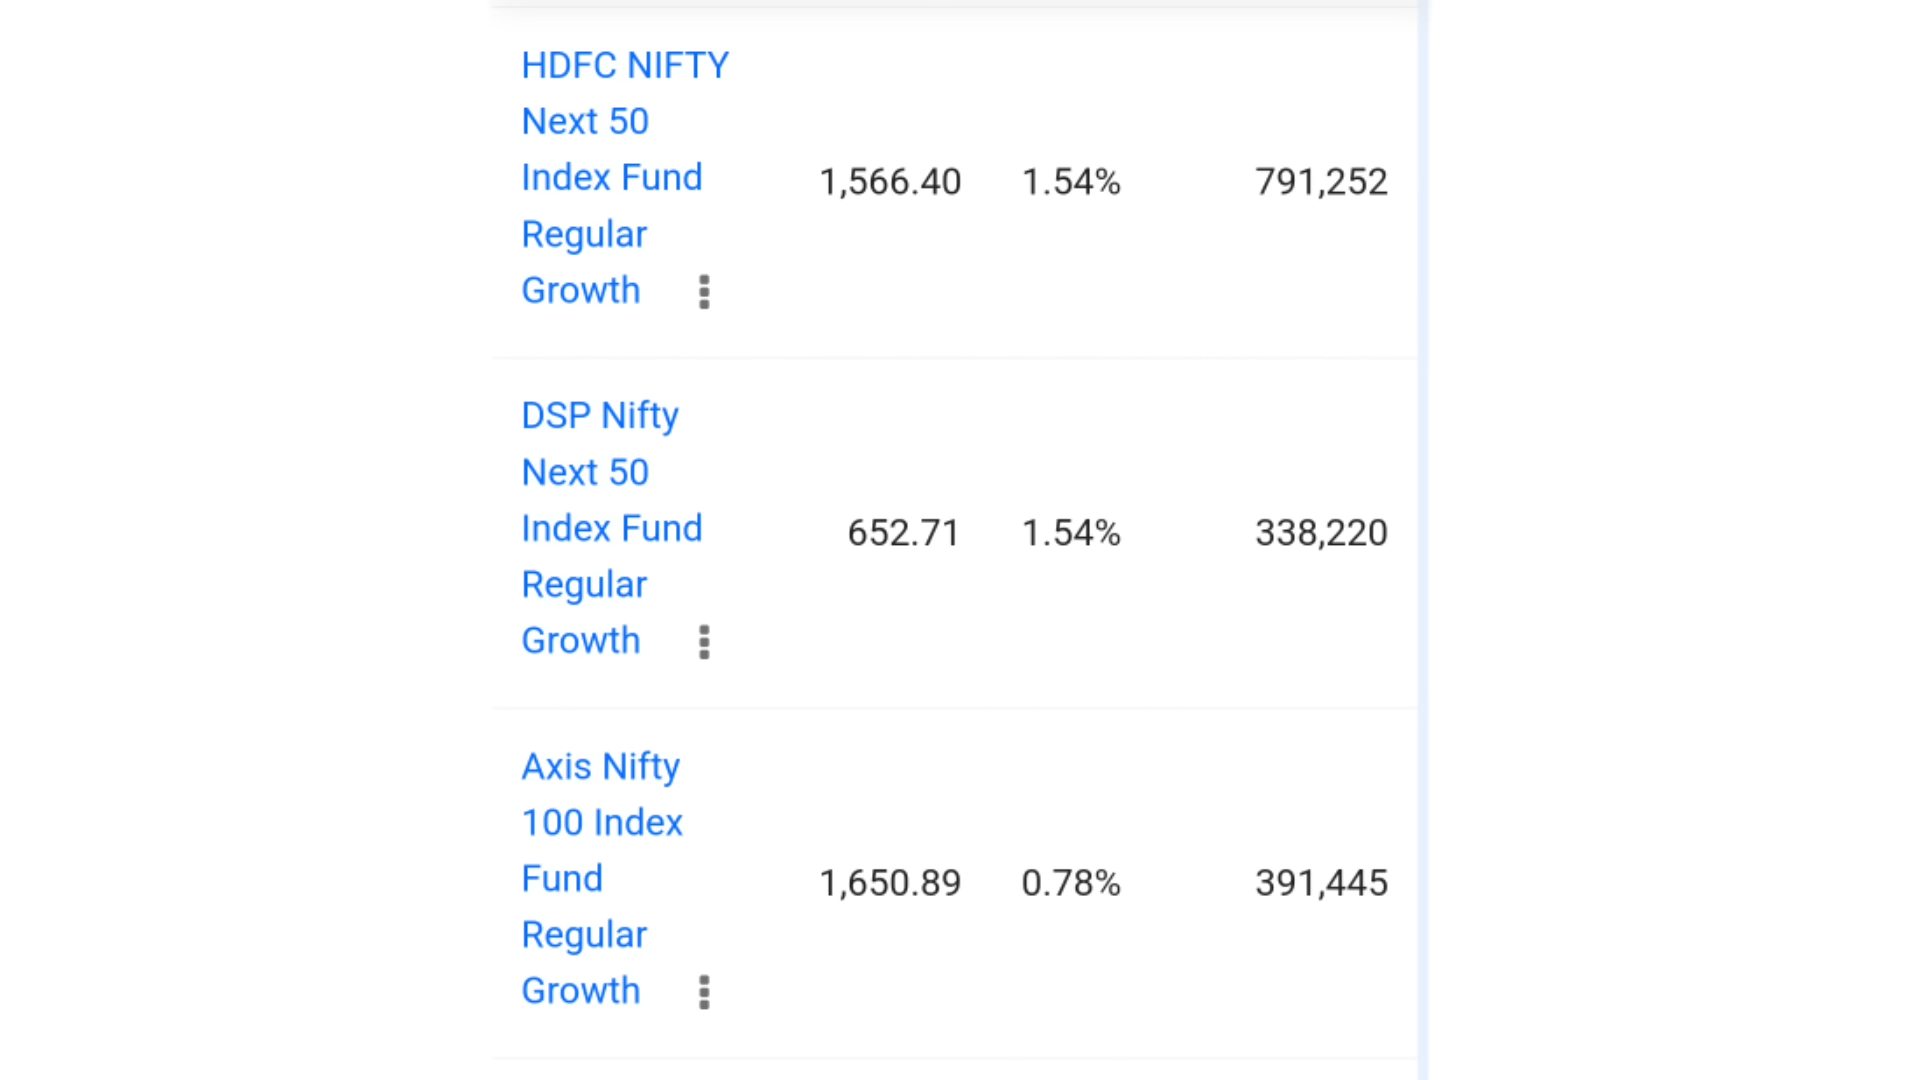 HDFC NIFTY
Next 50
Index Fund 1,566.40 1.54% 791,252
Regular
Growth
DSP Nifty
Next 50
Index Fund 652.71 1.54% 338,220
Regular
Growth
Axis Nifty
100 Index
Fund 1,650.89 0.78% 391,445
Regular
Growth